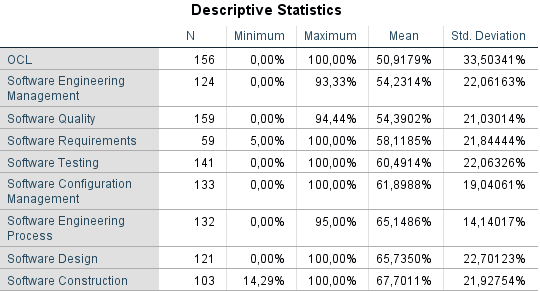 Descriptive Statistics
N Minimum Maximum Mean Std. Deviation
OCL 156 0,00% 100,00% 50,9179% 33,50341%
Software Engineering
Management 124 0,00% 93,33% 54,2314% 22,06163%
Software Quality 159 0,00% 94,44% 54,3902% 21,03014%
Software Requirements 59 5,00% 100,00% 58,1185% 21,84444%
Software Testing 141 0,00% 100,00% 60,4914% 22,06326%
Software Configuration
Management 133 0,00% 100,00% 61,8988% 19,04061%
Software Engineering
Process 132 0,00% 95,00% 65,1486% 14,14017%
Software Design 121 0,00% 100,00% 65,7350% 22,70123%
Software Construction 103 14,29% 100,00% 67,7011% 21,92754%